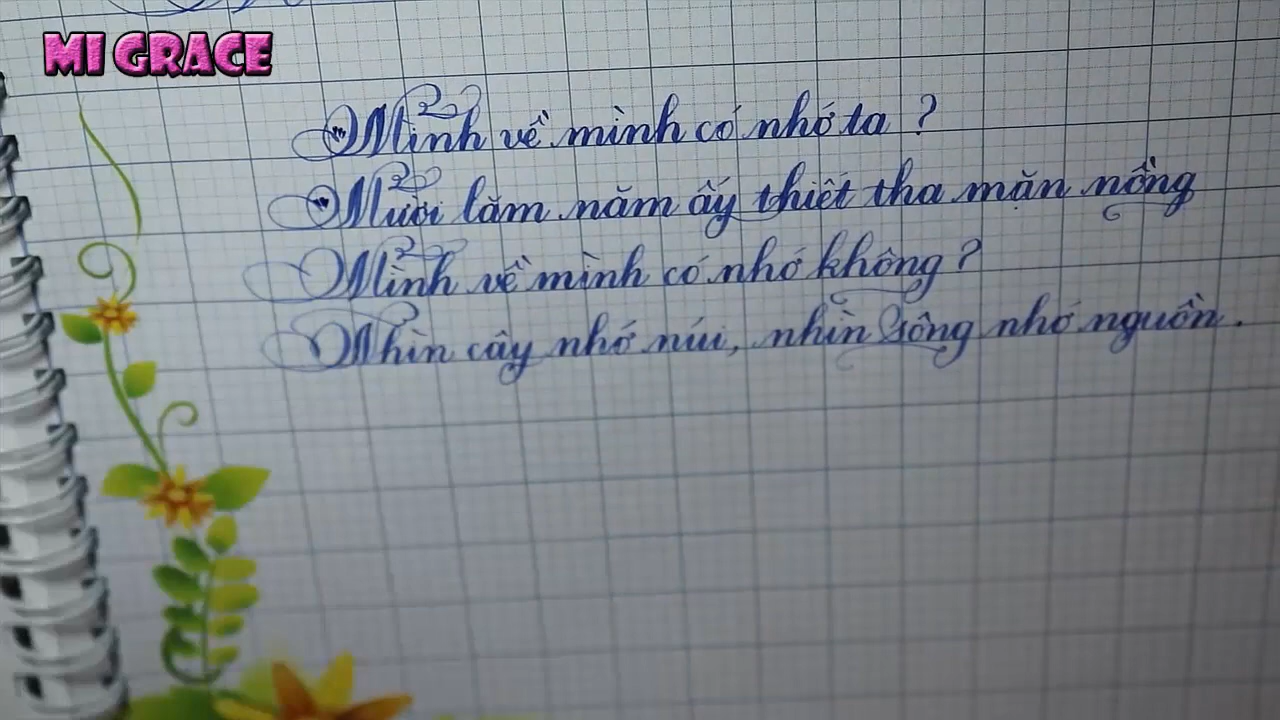 MI GRACE
Mình về mình có nhớ ta ?
Mười lăm năm ấy thiết tha mặn nồng
Mình về mình có nhớ không ?
Nhìn cây nhớ núi, nhìn sông nhớ nguồn .